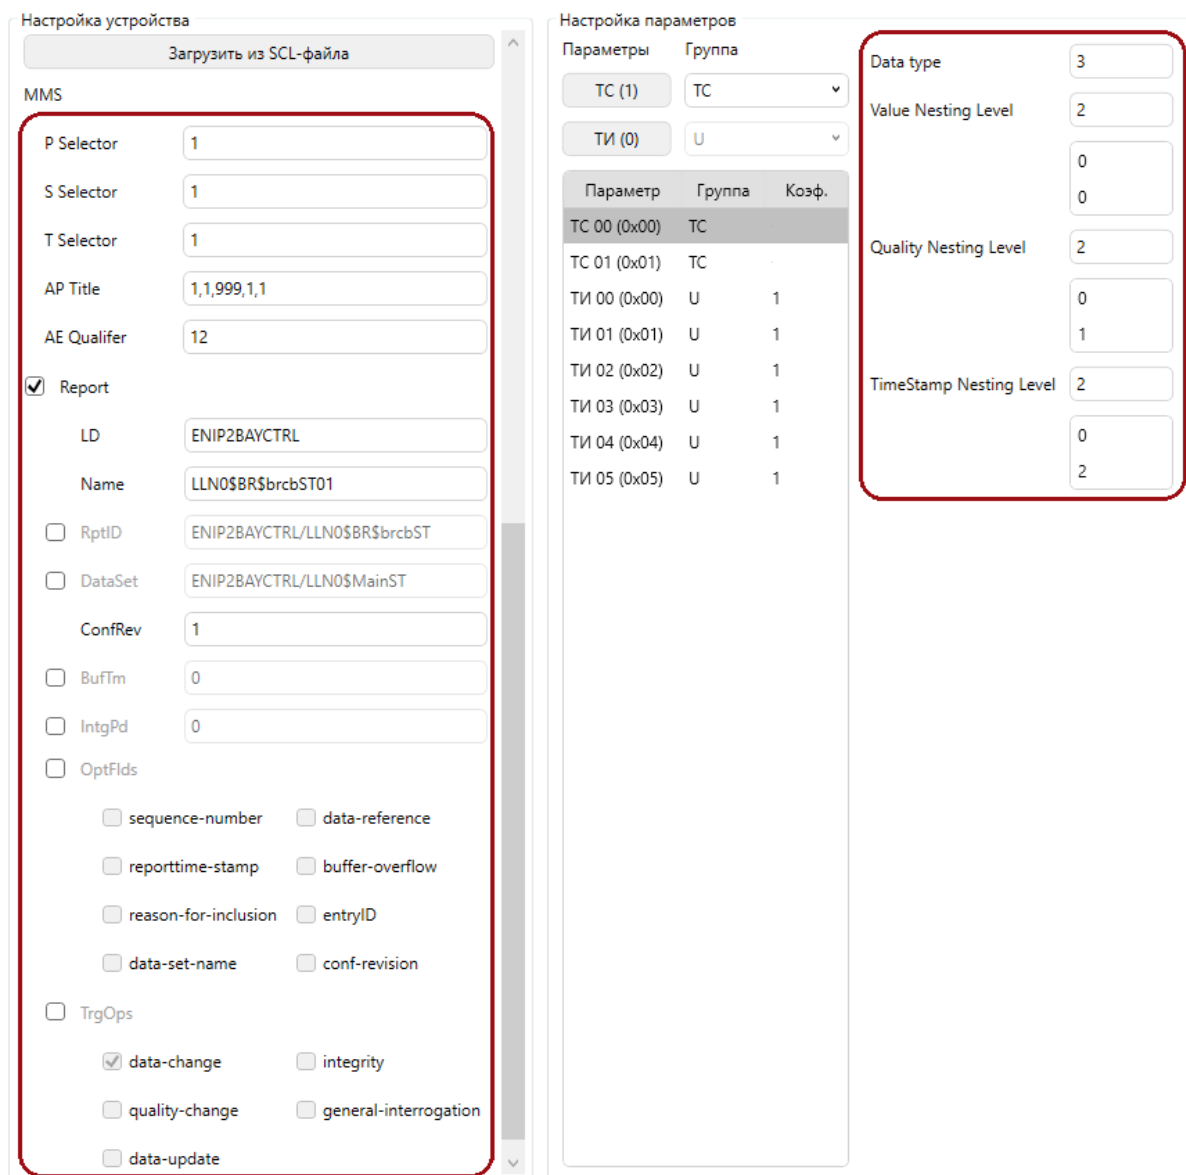 Настройка устройства
Загрузить из SCL-файла
MMS
P Selector 1
S Selector 1
T Selector 1
AP Title 1,1,999,1,1
AE Qualifer 12
Report
LD ENIP2BAYCTRL
Name LLN0$BR$brcbST01
RptID ENIP2BAYCTRL/LLN0$BR$brcbST
DataSet ENIP2BAYCTRL/LLN0$MainST
ConfRev 1
BufTm 0
IntgPd 0
OptFlds
sequence-number data-reference
reporttime-stamp buffer-overflow
reason-for-inclusion entryID
data-set-name conf-revision
TrgOps
data-change integrity
quality-change general-interrogation
data-update
Настройка параметров
Параметры Группа
ТС (1) ТС
ТИ (0) U
Параметр Группа Коэф.
ТС 00 (0x00) ТС
ТС 01 (0x01) ТС
ТИ 00 (0x00) U 1
ТИ 01 (0x01) U 1
ТИ 02 (0x02) U 1
ТИ 03 (0x03) U 1
ТИ 04 (0x04) U 1
ТИ 05 (0x05) U 1
Data type 3
Value Nesting Level 2
0
0
Quality Nesting Level 2
0
1
TimeStamp Nesting Level 2
0
2